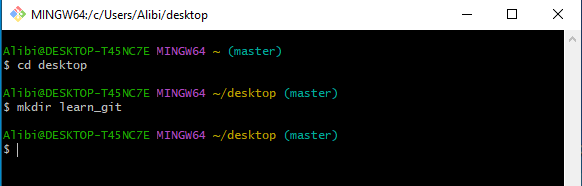 MINGW64:/c/Users/Alibi/desktop
Alibi@DESKTOP-T45NC7E MINGW64 ~ (master)
$ cd desktop
Alibi@DESKTOP-T45NC7E MINGW64 ~/desktop (master)
$ mkdir learn_git
Alibi@DESKTOP-T45NC7E MINGW64 ~/desktop (master)
$